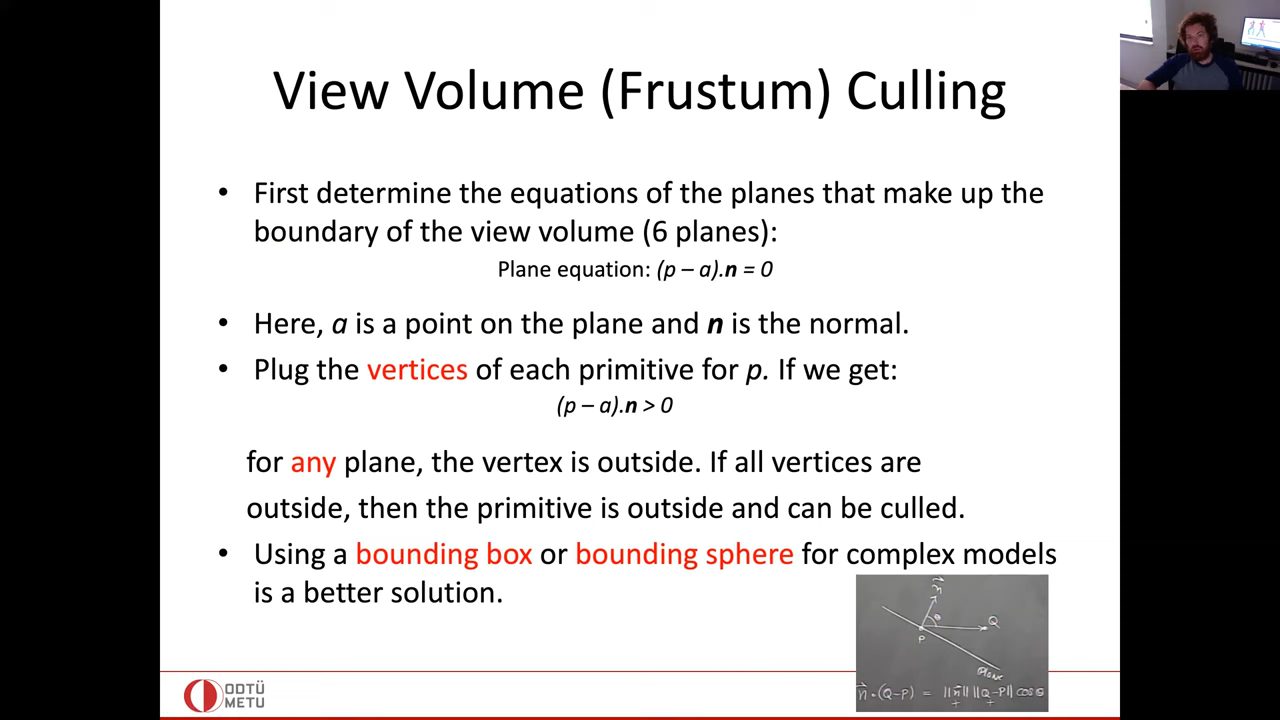 View Volume (Frustum) Culling
• First determine the equations of the planes that make up the
boundary of the view volume (6 planes):
Plane equation: (p – a).n = 0
• Here, a is a point on the plane and n is the normal.
• Plug the vertices of each primitive for p. If we get:
(p – a).n > 0
for any plane, the vertex is outside. If all vertices are
outside, then the primitive is outside and can be culled.
• Using a bounding box or bounding sphere for complex models
is a better solution.
n
Q
P
plane
n • (Q-P) = ||n|| ||Q-P|| cos θ
+ +
ODTÜ
METU